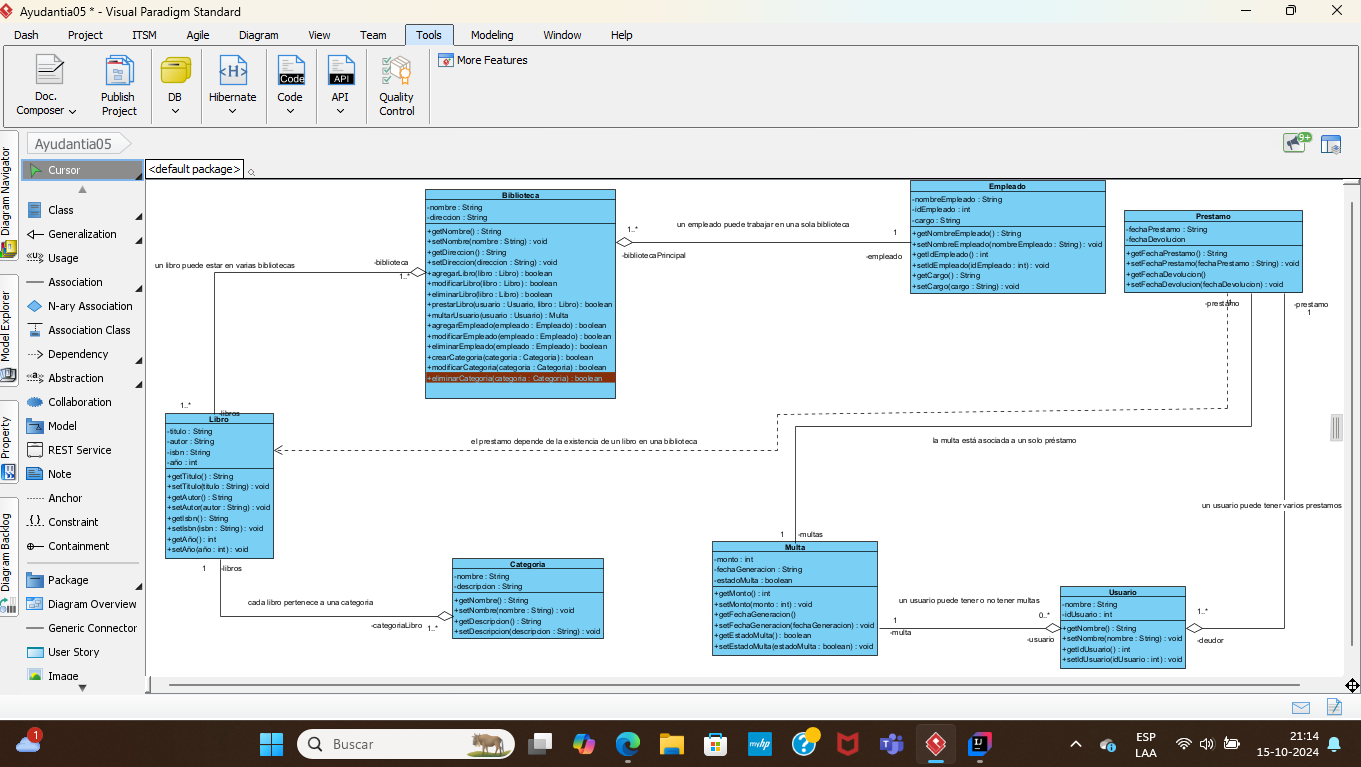 Ayudantia05 * - Visual Paradigm Standard
Dash Project ITSM Agile Diagram View Team Tools Modeling Window Help
Doc. Composer
Publish Project
DB
Hibernate
Code
Code
API
API
Quality Control
More Features
Ayudantia05
9+
Diagram Navigator
Model Explorer
Property
Diagram Backlog
Cursor
Class
Generalization
Usage
Association
N-ary Association
Association Class
Dependency
Abstraction
Collaboration
Model
REST Service
Note
Anchor
Constraint
Containment
Package
Diagram Overview
Generic Connector
User Story
Image
<default package>
Biblioteca
-nombre : String
-direccion : String
+getNombre() : String
+setNombre(nombre : String) : void
+getDireccion() : String
+setDireccion(direccion : String) : void
+agregarLibro(libro : Libro) : boolean
+modificarLibro(libro : Libro) : boolean
+eliminarLibro(libro : Libro) : boolean
+prestarLibro(usuario : Usuario, libro : Libro) : boolean
+multarUsuario(usuario : Usuario) : Multa
+agregarEmpleado(empleado : Empleado) : boolean
+modificarEmpleado(empleado : Empleado) : boolean
+eliminarEmpleado(empleado : Empleado) : boolean
+crearCategoria(categoria : Categoria) : boolean
+modificarCategoria(categoria : Categoria) : boolean
+eliminarCategoria(categoria : Categoria) : boolean
1..*
un empleado puede trabajar en una sola biblioteca
1
-bibliotecaPrincipal
-empleado
Empleado
-nombreEmpleado : String
-idEmpleado : int
-cargo : String
+getNombreEmpleado() : String
+setNombreEmpleado(nombreEmpleado : String) : void
+getIdEmpleado() : int
+setIdEmpleado(idEmpleado : int) : void
+getCargo() : String
+setCargo(cargo : String) : void
Prestamo
-fechaPrestamo : String
-fechaDevolucion
+getFechaPrestamo() : String
+setFechaPrestamo(fechaPrestamo : String) : void
+getFechaDevolucion()
+setFechaDevolucion(fechaDevolucion) : void
-prestamo
1
-prestamo
1
un libro puede estar en varias bibliotecas
-biblioteca
1..*
1..*
-libros
Libro
-titulo : String
-autor : String
-isbn : String
-año : int
+getTitulo() : String
+setTitulo(titulo : String) : void
+getAutor() : String
+setAutor(autor : String) : void
+getIsbn() : String
+setIsbn(isbn : String) : void
+getAño() : int
+setAño(año : int) : void
el prestamo depende de la existencia de un libro en una biblioteca
la multa está asociada a un solo préstamo
un usuario puede tener varios prestamos
1
-libros
cada libro pertenece a una categoria
-categoriaLibro
1..*
Categoria
-nombre : String
-descripcion : String
+getNombre() : String
+setNombre(nombre : String) : void
+getDescripcion() : String
+setDescripcion(descripcion : String) : void
1
-multas
Multa
-monto : int
-fechaGeneracion : String
-estadoMulta : boolean
+getMonto() : int
+setMonto(monto : int) : void
+getFechaGeneracion()
+setFechaGeneracion(fechaGeneracion) : void
+getEstadoMulta() : boolean
+setEstadoMulta(estadoMulta : boolean) : void
un usuario puede tener o no tener multas
1
-multa
0..*
-usuario
Usuario
-nombre : String
-idUsuario : int
+getNombre() : String
+setNombre(nombre : String) : void
+getIdUsuario() : int
+setIdUsuario(idUsuario : int) : void
1..*
-deudor
1
Buscar
myhp
ESP
LAA
21:14
15-10-2024